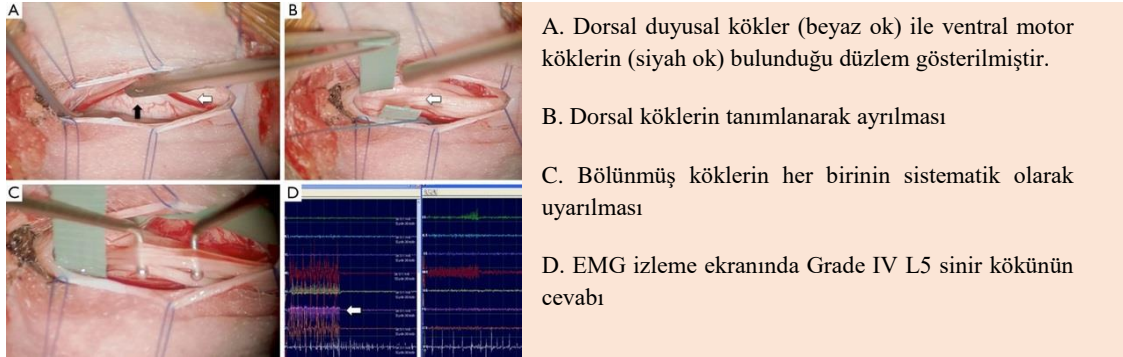 A
B
C
D
A. Dorsal duyusal kökler (beyaz ok) ile ventral motor
köklerin (siyah ok) bulunduğu düzlem gösterilmiştir.
B. Dorsal köklerin tanımlanarak ayrılması
C. Bölünmüş köklerin her birinin sistematik olarak
uyarılması
D. EMG izleme ekranında Grade IV L5 sinir kökünün
cevabı